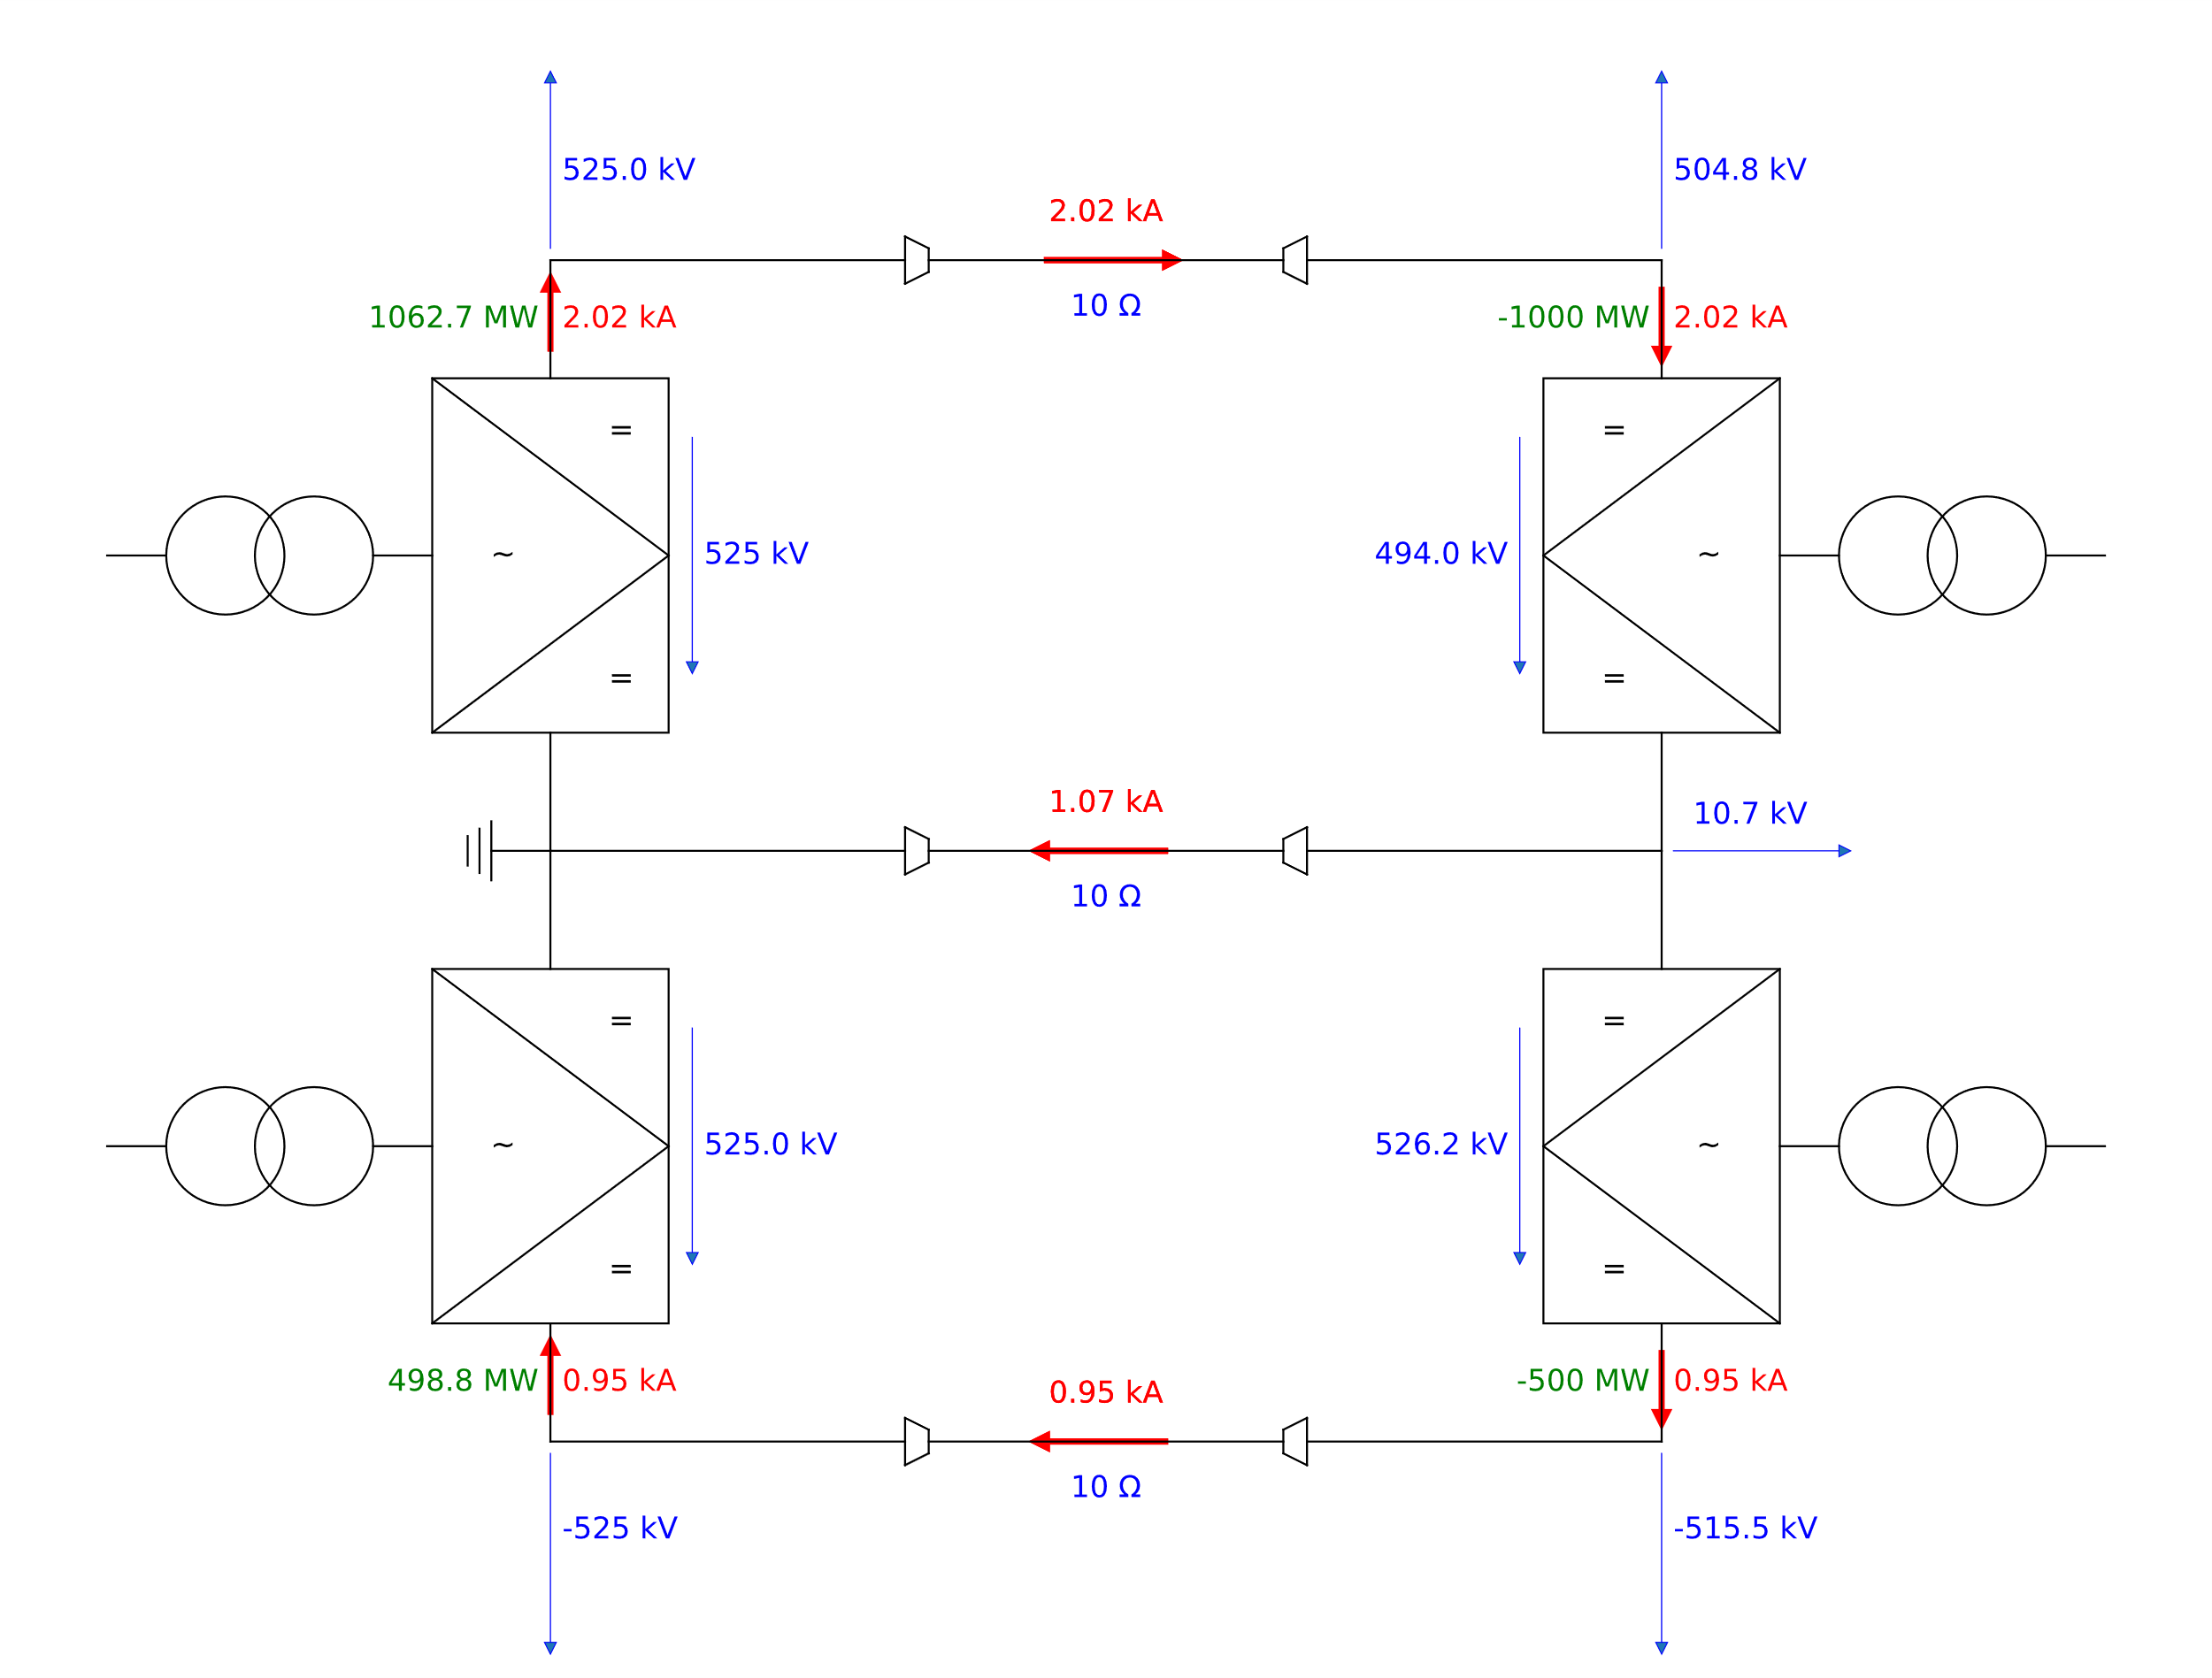 525.0 kV
504.8 kV
2.02 kA
1062.7 MW
2.02 kA
10 Ω
-1000 MW
2.02 kA
=
=
~
525 kV
494.0 kV
~
=
=
1.07 kA
10.7 kV
10 Ω
=
=
~
525.0 kV
526.2 kV
~
=
=
498.8 MW
0.95 kA
0.95 kA
-500 MW
0.95 kA
10 Ω
-525 kV
-515.5 kV